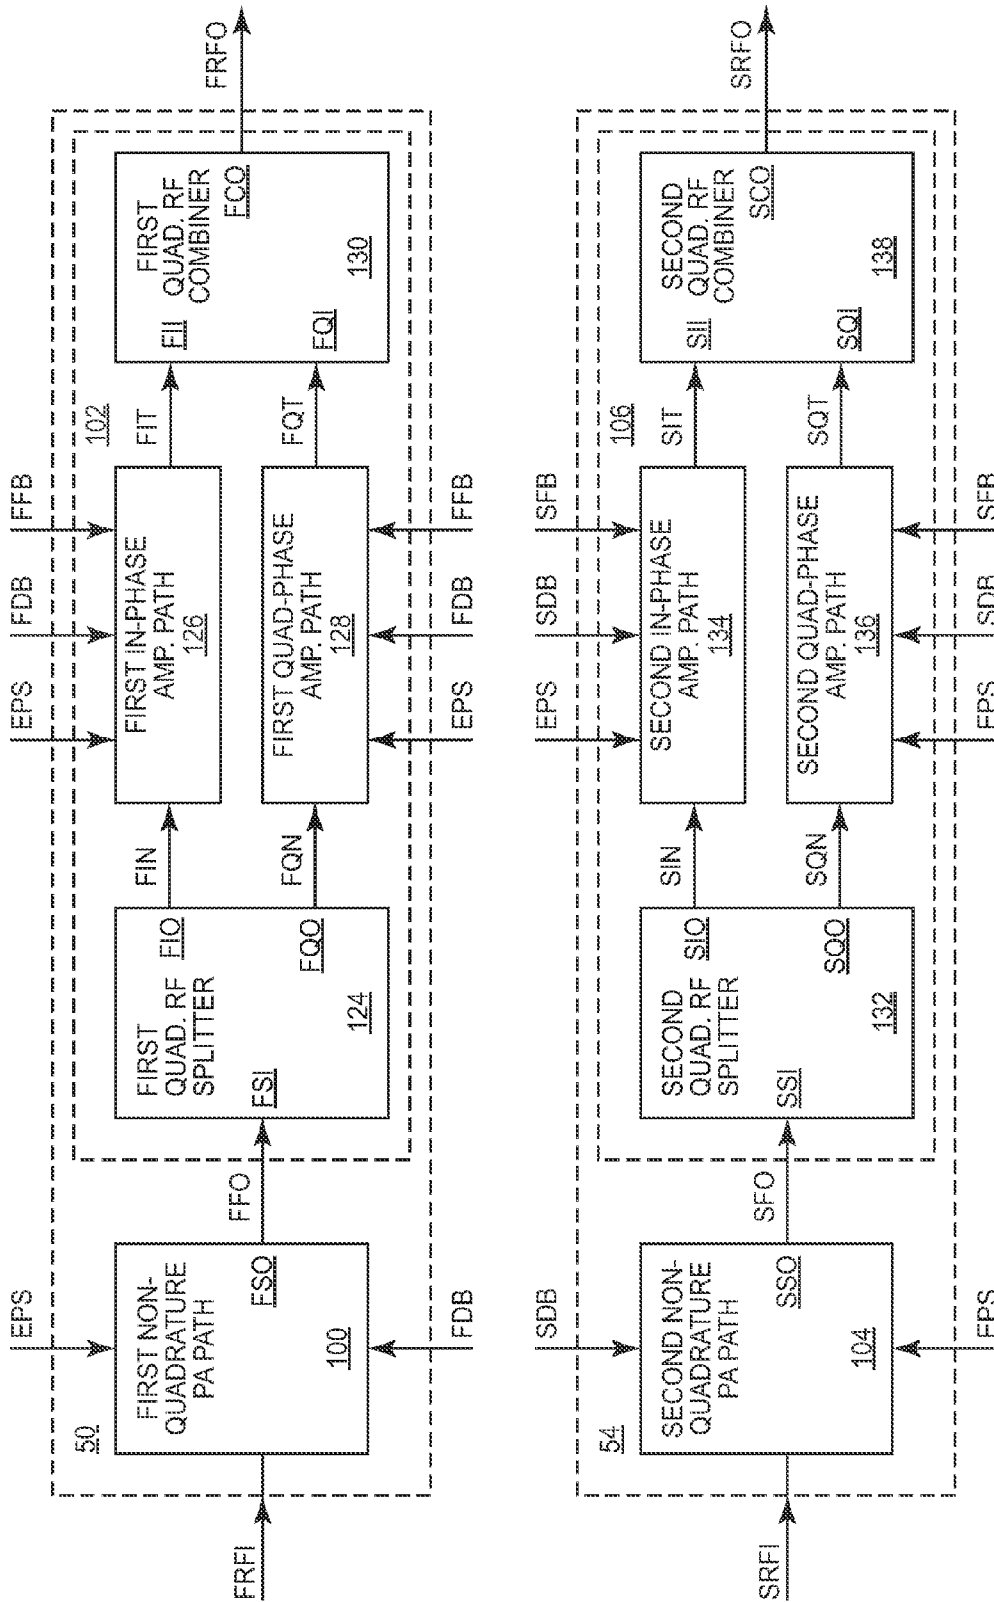 FRFI
50
EPS
FIRST NON-
QUADRATURE
PA PATH
FSO
100
FDB
FFO
FIRST
QUAD. RF
SPLITTER
FIO
FSI
FQO
124
FIN
FQN
EPS
FDB
FFB
FIRST IN-PHASE
AMP. PATH
126
FIRST QUAD-PHASE
AMP. PATH
128
EPS
FDB
FFB
102
FIT
FQT
FIRST
QUAD. RF
COMBINER
FII
FCO
FQI
130
FRFO
SRFI
54
SDB
SECOND NON-
QUADRATURE
PA PATH
SSO
104
EPS
SFO
SECOND
QUAD. RF
SPLITTER
SIO
SSI
SQO
132
SIN
SQN
EPS
SDB
SFB
SECOND IN-PHASE
AMP. PATH
134
SECOND QUAD-PHASE
AMP. PATH
136
EPS
SDB
SFB
106
SIT
SQT
SECOND
QUAD. RF
COMBINER
SII
SCO
SQI
138
SRFO